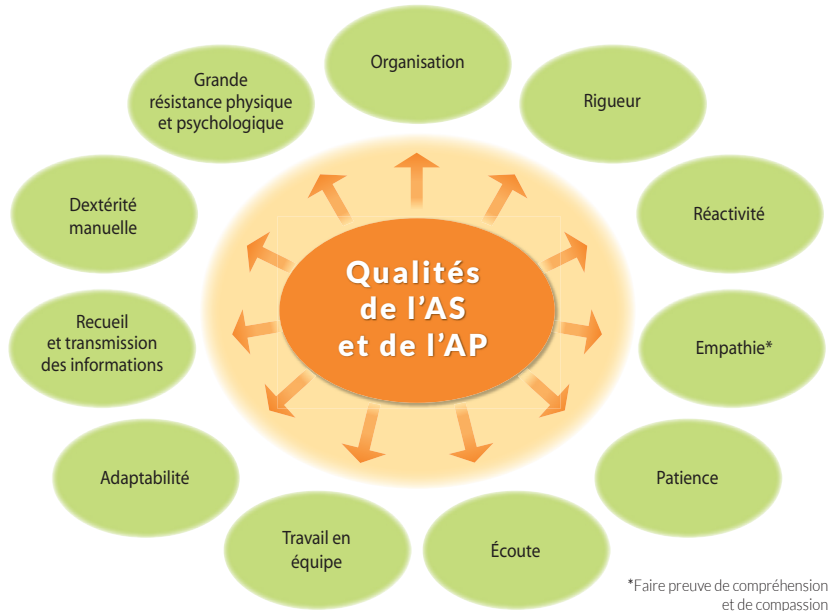 Organisation
Rigueur
Réactivité
Empathie*
Patience
Écoute
Travail en
équipe
Adaptabilité
Recueil
et transmission
des informations
Dextérité
manuelle
Grande
résistance physique
et psychologique
Qualités
de l'AS
et de l'AP
*Faire preuve de compréhension
et de compassion